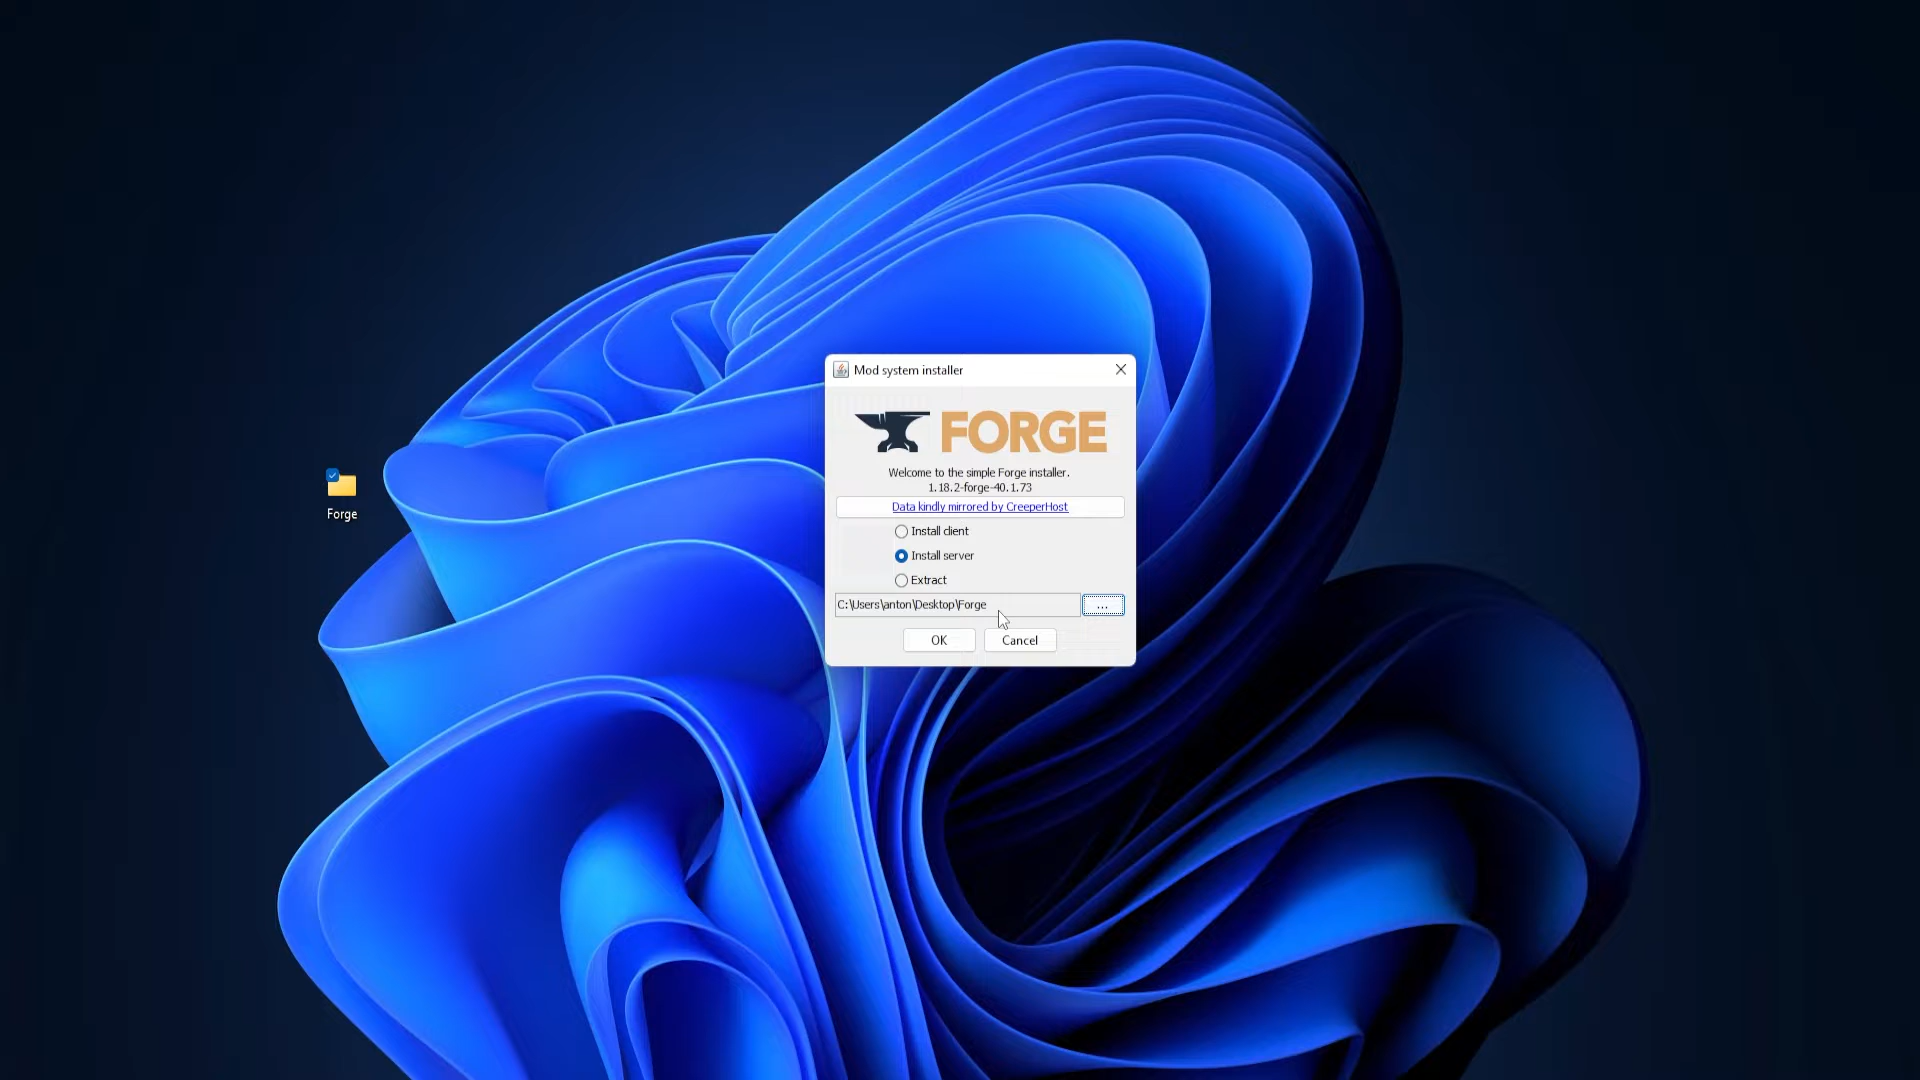 Forge
Mod system installer
FORGE
Welcome to the simple Forge installer.
1.18.2-forge-40.1.73
Data kindly mirrored by CreeperHost
Install client
Install server
Extract
C:\Users\anton\Desktop\Forge
...
OK
Cancel